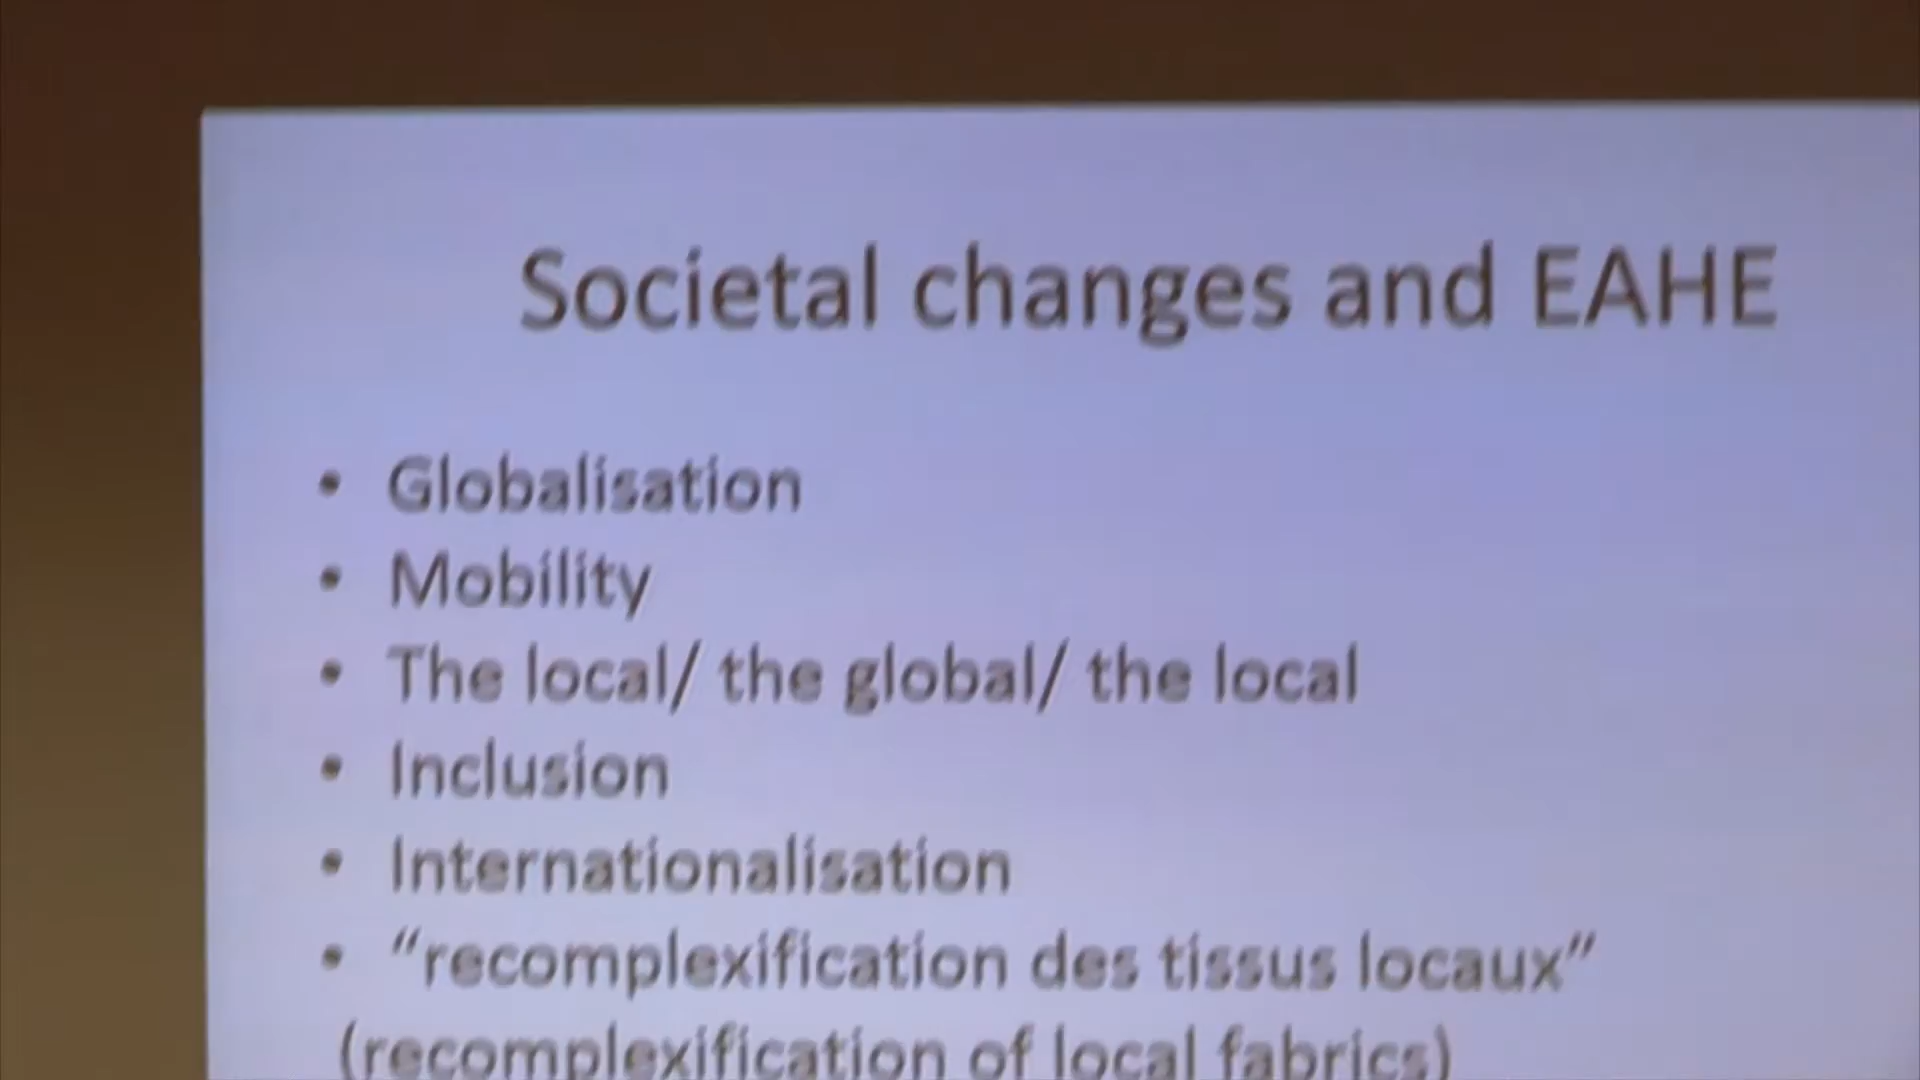 Societal changes and EAHE
• Globalisation
• Mobility
• The local/ the global/ the local
• Inclusion
• Internationalisation
• “recomplexification des tissus locaux”
(recomplexification of local fabrics)